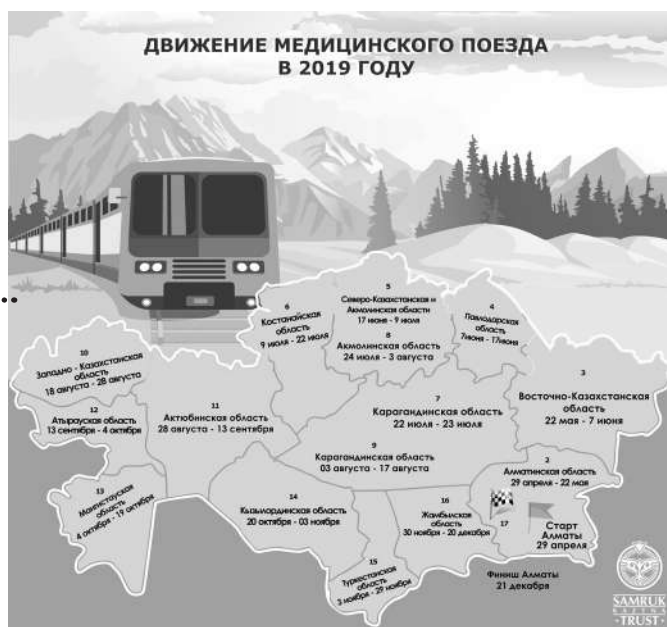 ДВИЖЕНИЕ МЕДИЦИНСКОГО ПОЕЗДА
В 2019 ГОДУ
..
5
Северо-Казахстанская и
Акмолинская области
17 июня - 9 июля
6
Костанайская
область
9 июля - 22 июля
4
Павлодарская
область
7июня - 17июня
8
Акмолинская область
24 июля - 3 августа
10
Западно - Казахстанская
область
18 августа - 28 августа
3
Восточно-Казахстанская
область
22 мая - 7 июня
12
Атырауская область
13 сентября - 4 октября
11
Актюбинская область
28 августа - 13 сентября
7
Карагандинская область
22 июля - 23 июля
9
Карагандинская область
03 августа - 17 августа
2
Алматинская область
29 апреля - 22 мая
13
Мангистауская
область
4 октября - 19 октября
14
Кызылординская область
20 октября - 03 ноября
16
Жамбылская
область
30 ноября - 20 декабря
17
Старт
Алматы
29 апреля
15
Туркестанская
область
3 ноября - 29 ноября
Финиш Алматы
21 декабря
SAMRUK
KAZYNA
•TRUST•